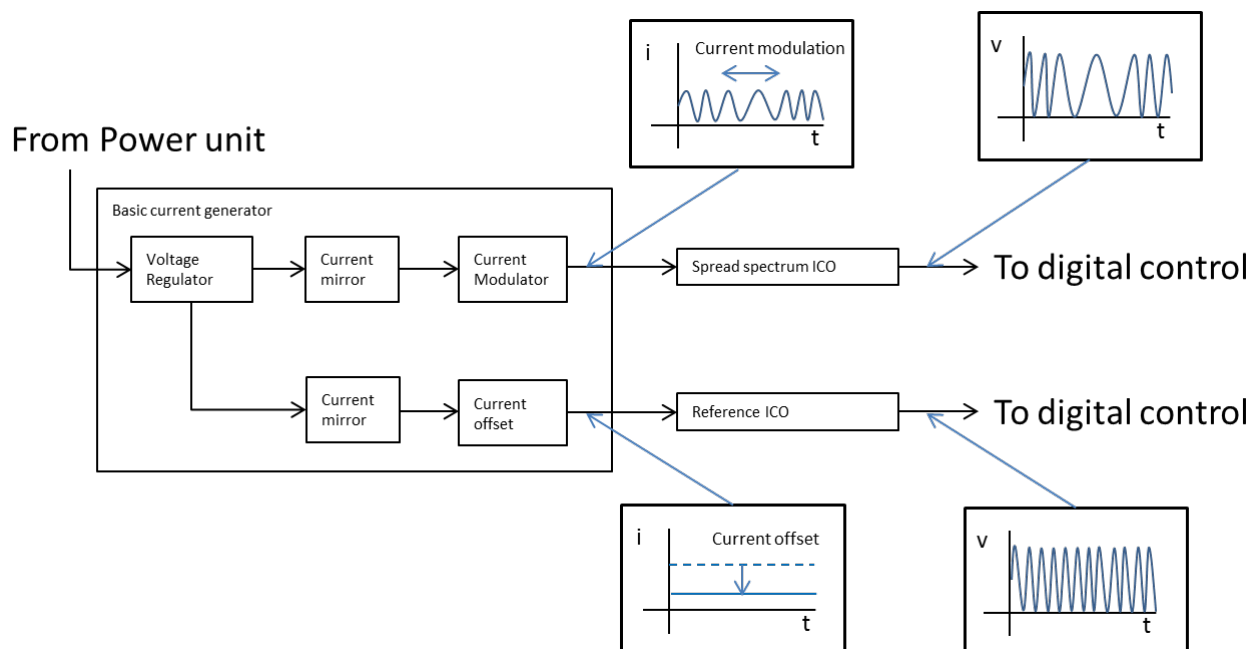 i
Current modulation
t
v
t
From Power unit
Basic current generator
Voltage
Regulator
Current
mirror
Current
Modulator
Spread spectrum ICO
To digital control
Current
mirror
Current
offset
Reference ICO
To digital control
i
Current offset
t
v
t